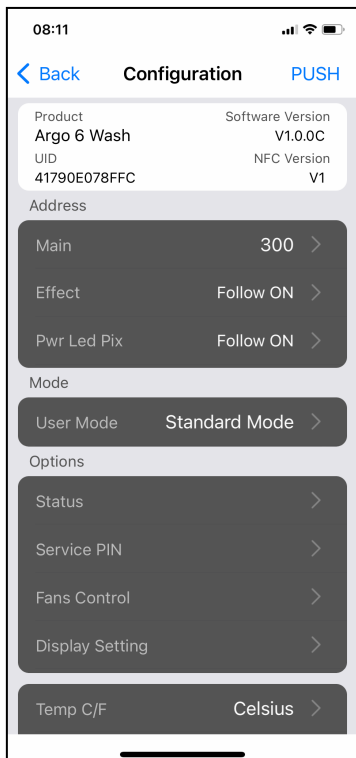 08:11
Back Configuration PUSH
Product Software Version
Argo 6 Wash V1.0.0C
UID NFC Version
41790E078FFC V1
Address
Main 300
Effect Follow ON
Pwr Led Pix Follow ON
Mode
User Mode Standard Mode
Options
Status
Service PIN
Fans Control
Display Setting
Temp C/F Celsius